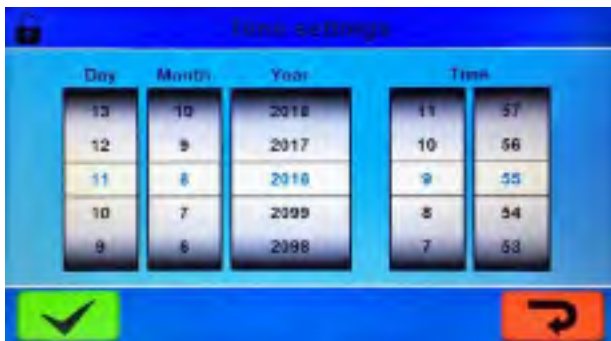 Time settings
Day Month Year Time
13 10 2018 11 57
12 9 2017 10 56
11 8 2016 9 55
10 7 2099 8 54
9 6 2098 7 53